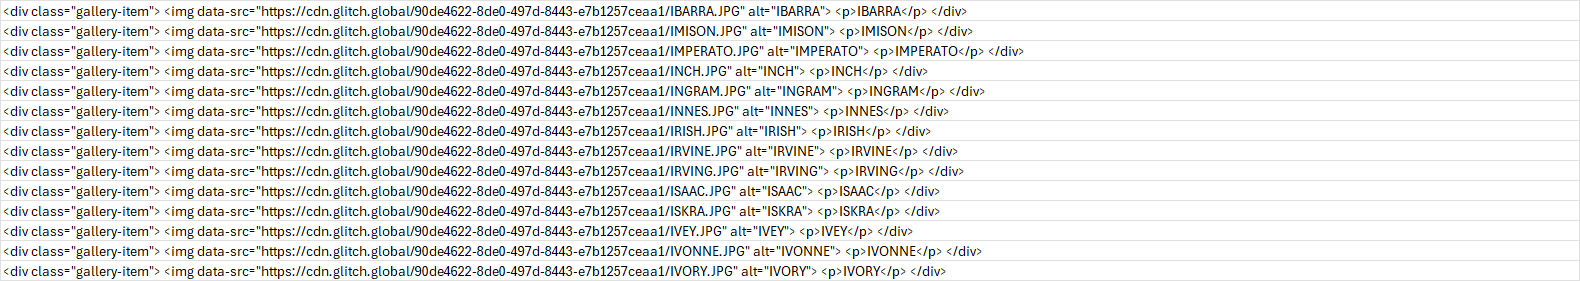 <div class="gallery-item"> <img data-src="https://cdn.glitch.global/90de4622-8de0-497d-8443-e7b1257ceaa1/IBARRA.JPG" alt="IBARRA"> <p>IBARRA</p> </div>
<div class="gallery-item"> <img data-src="https://cdn.glitch.global/90de4622-8de0-497d-8443-e7b1257ceaa1/IMISON.JPG" alt="IMISON"> <p>IMISON</p> </div>
<div class="gallery-item"> <img data-src="https://cdn.glitch.global/90de4622-8de0-497d-8443-e7b1257ceaa1/IMPERATO.JPG" alt="IMPERATO"> <p>IMPERATO</p> </div>
<div class="gallery-item"> <img data-src="https://cdn.glitch.global/90de4622-8de0-497d-8443-e7b1257ceaa1/INCH.JPG" alt="INCH"> <p>INCH</p> </div>
<div class="gallery-item"> <img data-src="https://cdn.glitch.global/90de4622-8de0-497d-8443-e7b1257ceaa1/INGRAM.JPG" alt="INGRAM"> <p>INGRAM</p> </div>
<div class="gallery-item"> <img data-src="https://cdn.glitch.global/90de4622-8de0-497d-8443-e7b1257ceaa1/INNES.JPG" alt="INNES"> <p>INNES</p> </div>
<div class="gallery-item"> <img data-src="https://cdn.glitch.global/90de4622-8de0-497d-8443-e7b1257ceaa1/IRISH.JPG" alt="IRISH"> <p>IRISH</p> </div>
<div class="gallery-item"> <img data-src="https://cdn.glitch.global/90de4622-8de0-497d-8443-e7b1257ceaa1/IRVINE.JPG" alt="IRVINE"> <p>IRVINE</p> </div>
<div class="gallery-item"> <img data-src="https://cdn.glitch.global/90de4622-8de0-497d-8443-e7b1257ceaa1/IRVING.JPG" alt="IRVING"> <p>IRVING</p> </div>
<div class="gallery-item"> <img data-src="https://cdn.glitch.global/90de4622-8de0-497d-8443-e7b1257ceaa1/ISAAC.JPG" alt="ISAAC"> <p>ISAAC</p> </div>
<div class="gallery-item"> <img data-src="https://cdn.glitch.global/90de4622-8de0-497d-8443-e7b1257ceaa1/ISKRA.JPG" alt="ISKRA"> <p>ISKRA</p> </div>
<div class="gallery-item"> <img data-src="https://cdn.glitch.global/90de4622-8de0-497d-8443-e7b1257ceaa1/IVEY.JPG" alt="IVEY"> <p>IVEY</p> </div>
<div class="gallery-item"> <img data-src="https://cdn.glitch.global/90de4622-8de0-497d-8443-e7b1257ceaa1/IVONNE.JPG" alt="IVONNE"> <p>IVONNE</p> </div>
<div class="gallery-item"> <img data-src="https://cdn.glitch.global/90de4622-8de0-497d-8443-e7b1257ceaa1/IVORY.JPG" alt="IVORY"> <p>IVORY</p> </div>